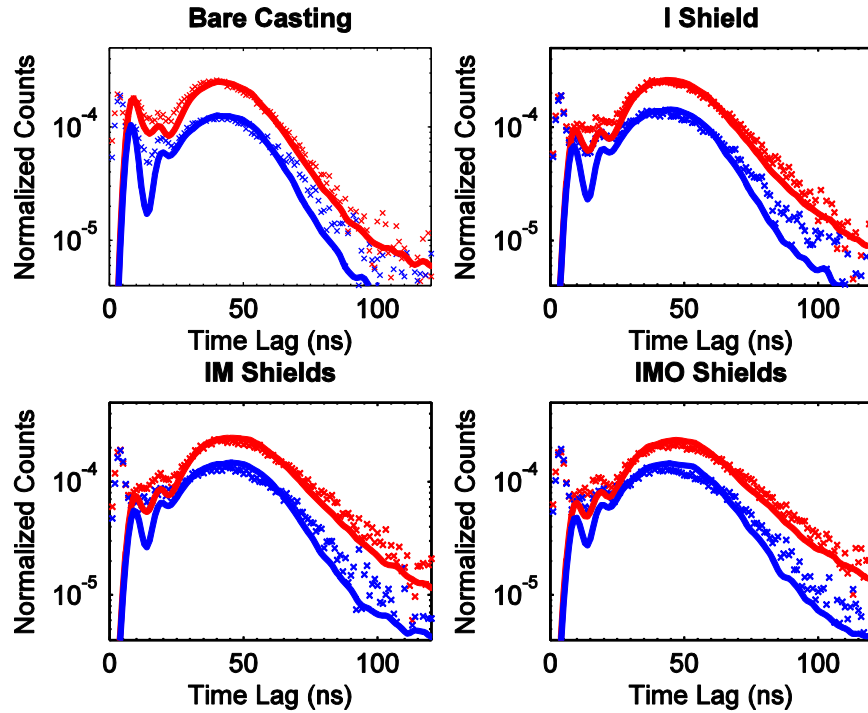 Bare Casting
Normalized Counts
10^-4
10^-5
0 50 100
Time Lag (ns)
I Shield
Normalized Counts
10^-4
10^-5
0 50 100
Time Lag (ns)
IM Shields
Normalized Counts
10^-4
10^-5
0 50 100
Time Lag (ns)
IMO Shields
Normalized Counts
10^-4
10^-5
0 50 100
Time Lag (ns)